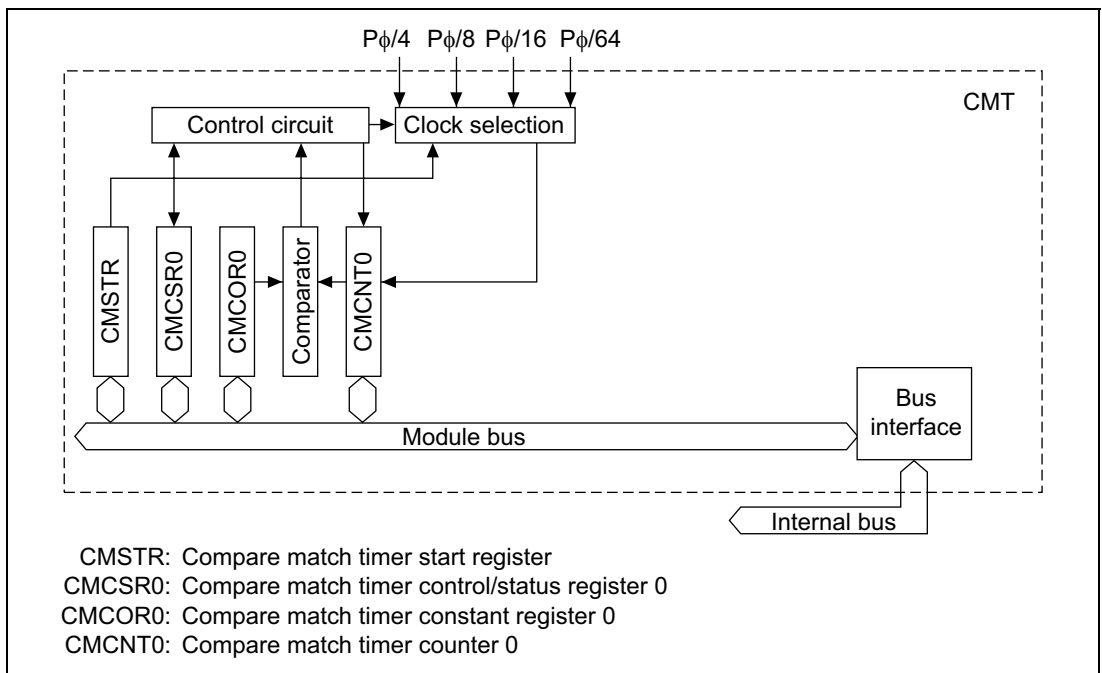 Pϕ/4 Pϕ/8 Pϕ/16 Pϕ/64
CMT
Control circuit
Clock selection
CMSTR
CMCSR0
CMCOR0
Comparator
CMCNT0
Bus
interface
Module bus
Internal bus
CMSTR: Compare match timer start register
CMCSR0: Compare match timer control/status register 0
CMCOR0: Compare match timer constant register 0
CMCNT0: Compare match timer counter 0